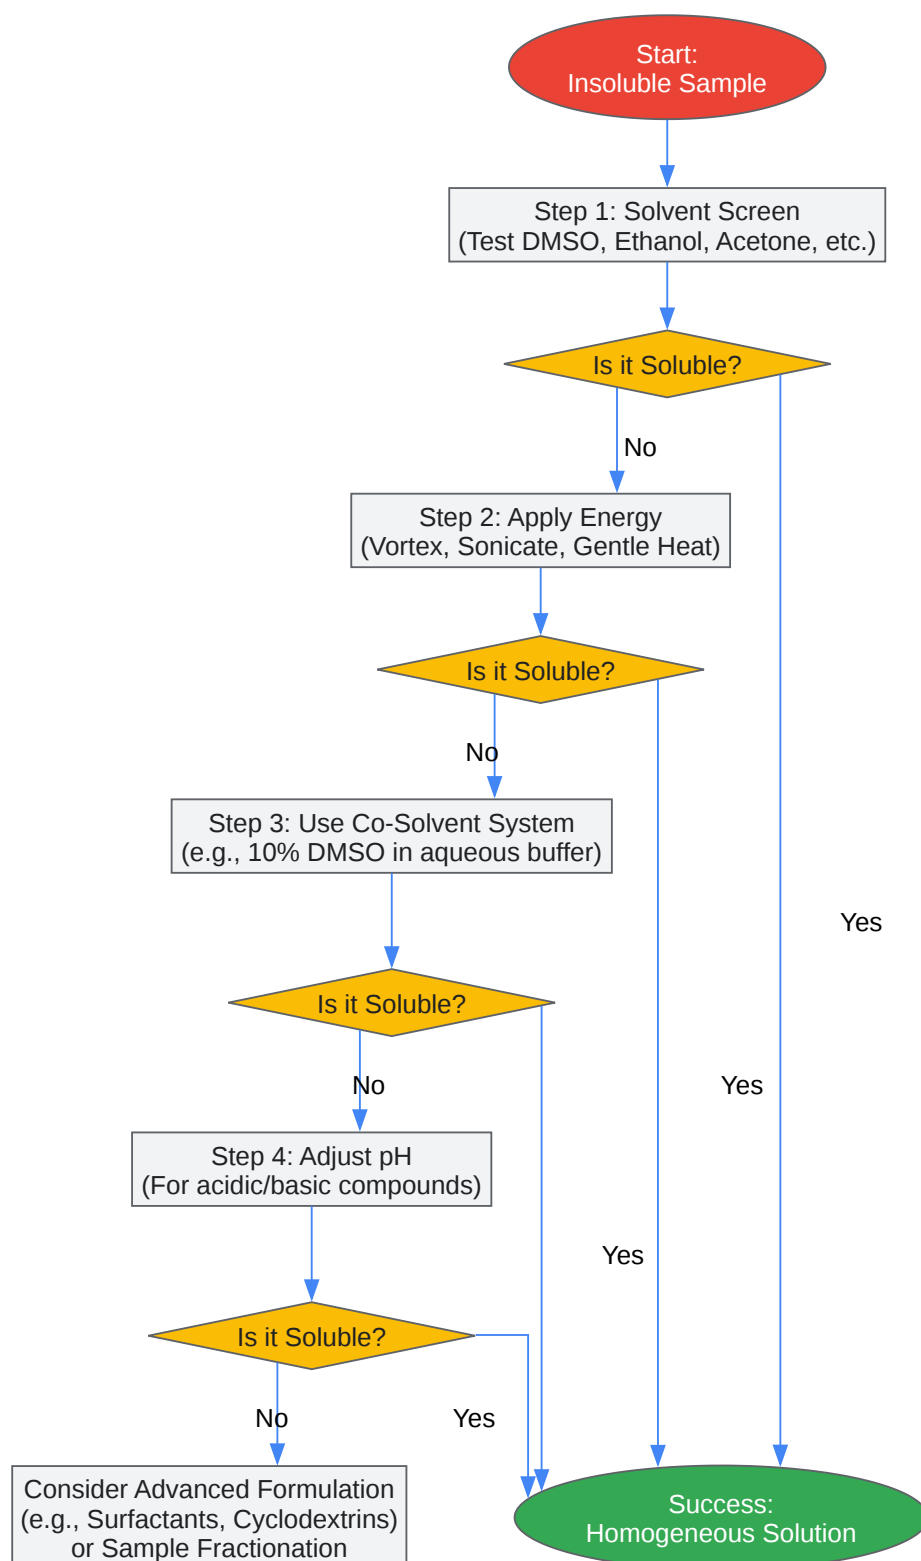 Start:
Insoluble Sample
Step 1: Solvent Screen
(Test DMSO, Ethanol, Acetone, etc.)
Is it Soluble?
No
Step 2: Apply Energy
(Vortex, Sonicate, Gentle Heat)
Is it Soluble?
No
Step 3: Use Co-Solvent System
(e.g., 10% DMSO in aqueous buffer)
Yes
Is it Soluble?
No
Yes
Step 4: Adjust pH
(For acidic/basic compounds)
Yes
Is it Soluble?
No
Yes
Consider Advanced Formulation
(e.g., Surfactants, Cyclodextrins)
or Sample Fractionation
Success:
Homogeneous Solution